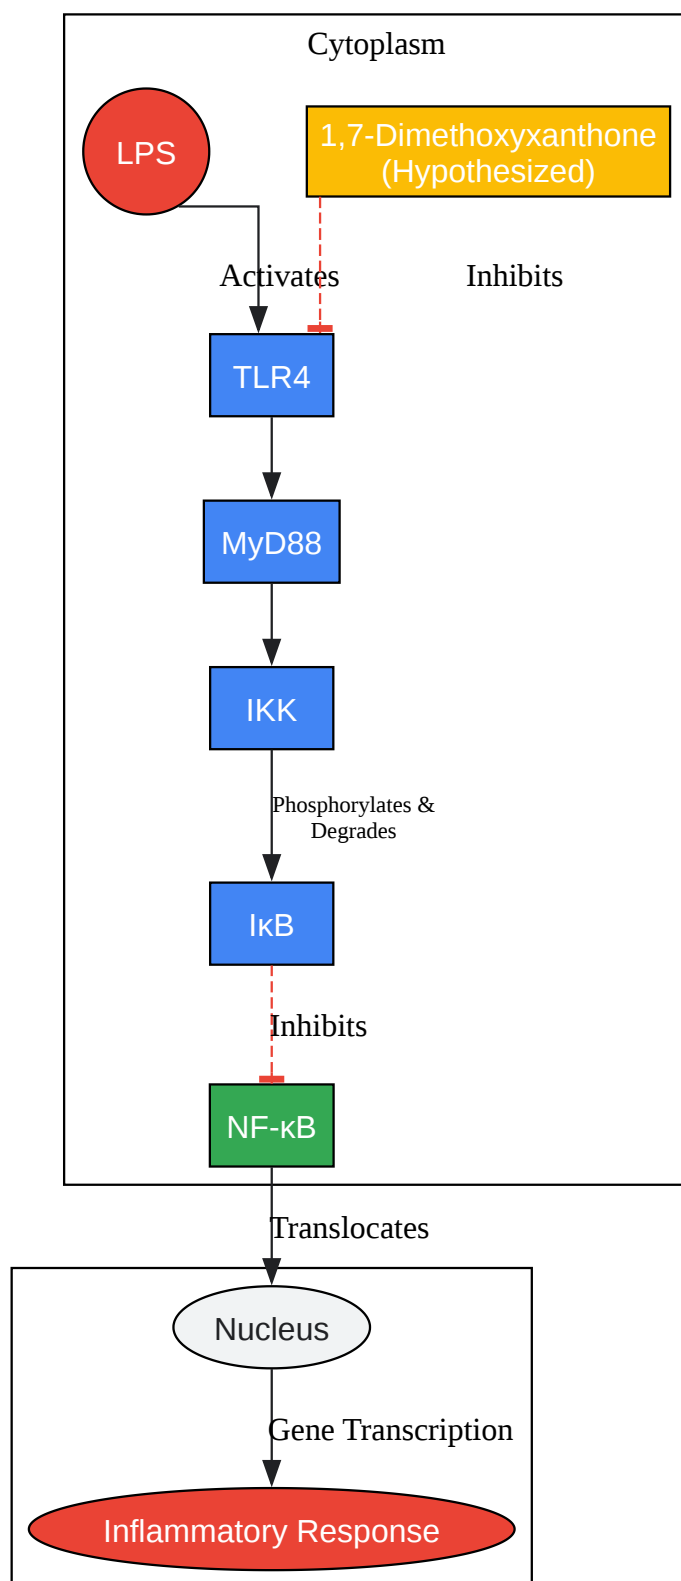 Cytoplasm
LPS
1,7-Dimethoxyxanthone
(Hypothesized)
Activates
Inhibits
TLR4
MyD88
IKK
Phosphorylates &
Degrades
IκB
Inhibits
NF-κB
Translocates
Nucleus
Gene Transcription
Inflammatory Response